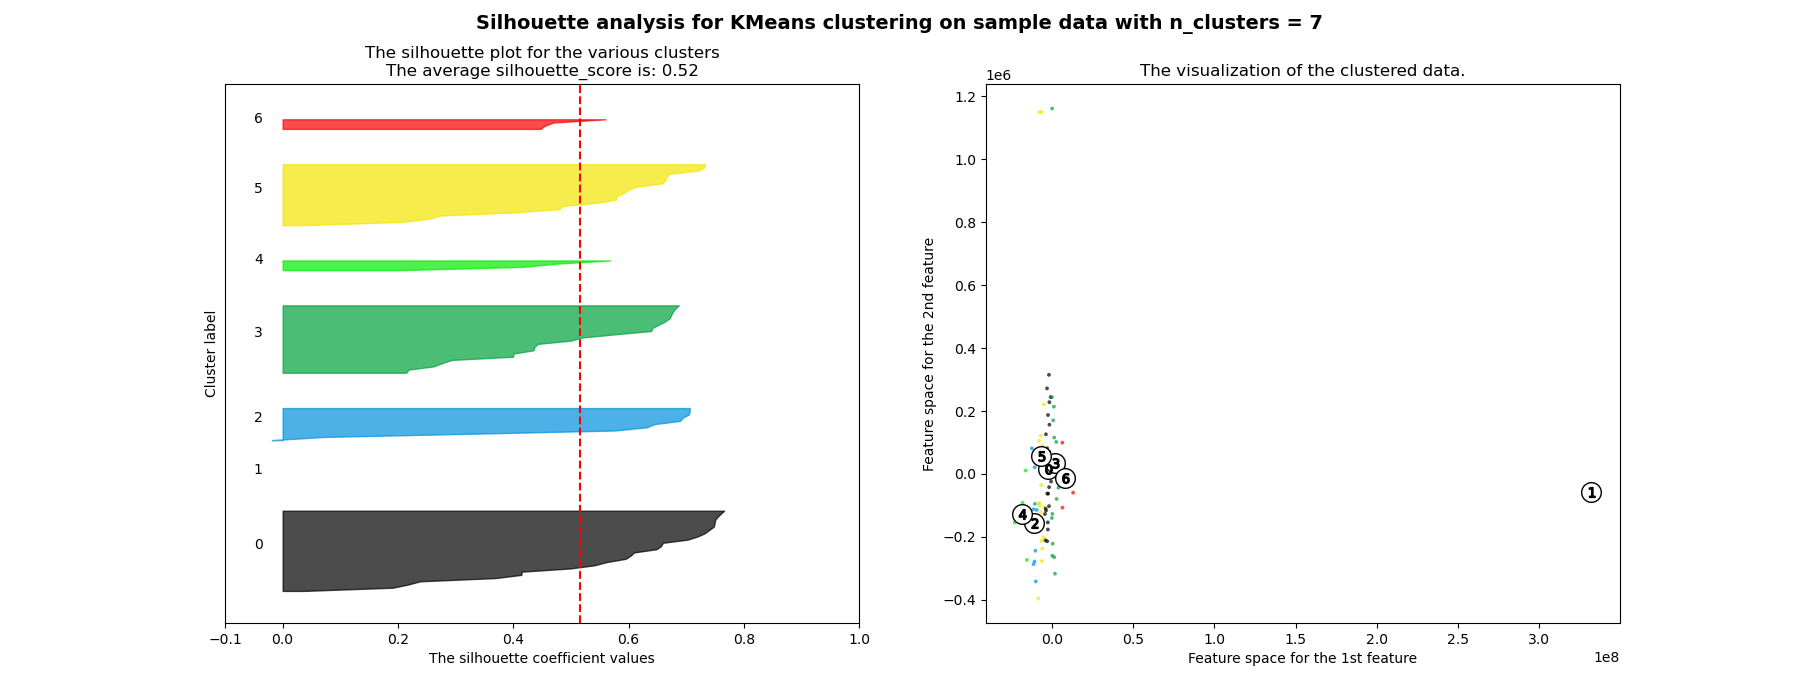 Silhouette analysis for KMeans clustering on sample data with n_clusters = 7
The silhouette plot for the various clusters
The average silhouette_score is: 0.52
6
5
4
3
2
1
0
Cluster label
−0.1 0.0 0.2 0.4 0.6 0.8 1.0
The silhouette coefficient values
The visualization of the clustered data.
1e6
1.2
1.0
0.8
0.6
0.4
0.2
0.0
−0.2
−0.4
Feature space for the 2nd feature
5
3
0
6
1
4
2
0.0 0.5 1.0 1.5 2.0 2.5 3.0
1e8
Feature space for the 1st feature